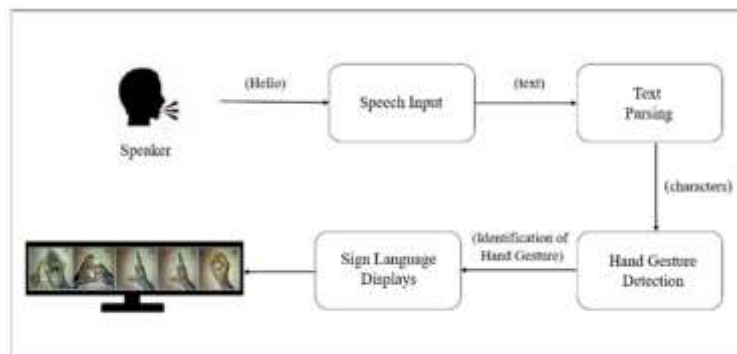 (Hello)
Speech Input
(text)
Text
Parsing
Speaker
(characters)
(Identification of
Hand Gesture)
Sign Language
Displays
Hand Gesture
Detection